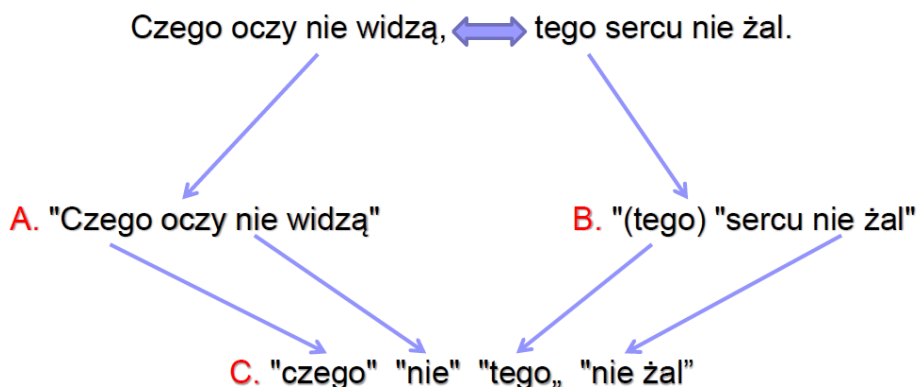 Czego oczy nie widzą, tego sercu nie żal.
A. "Czego oczy nie widzą" B. "(tego) "sercu nie żal"
C. "czego" "nie" "tego„ "nie żal”